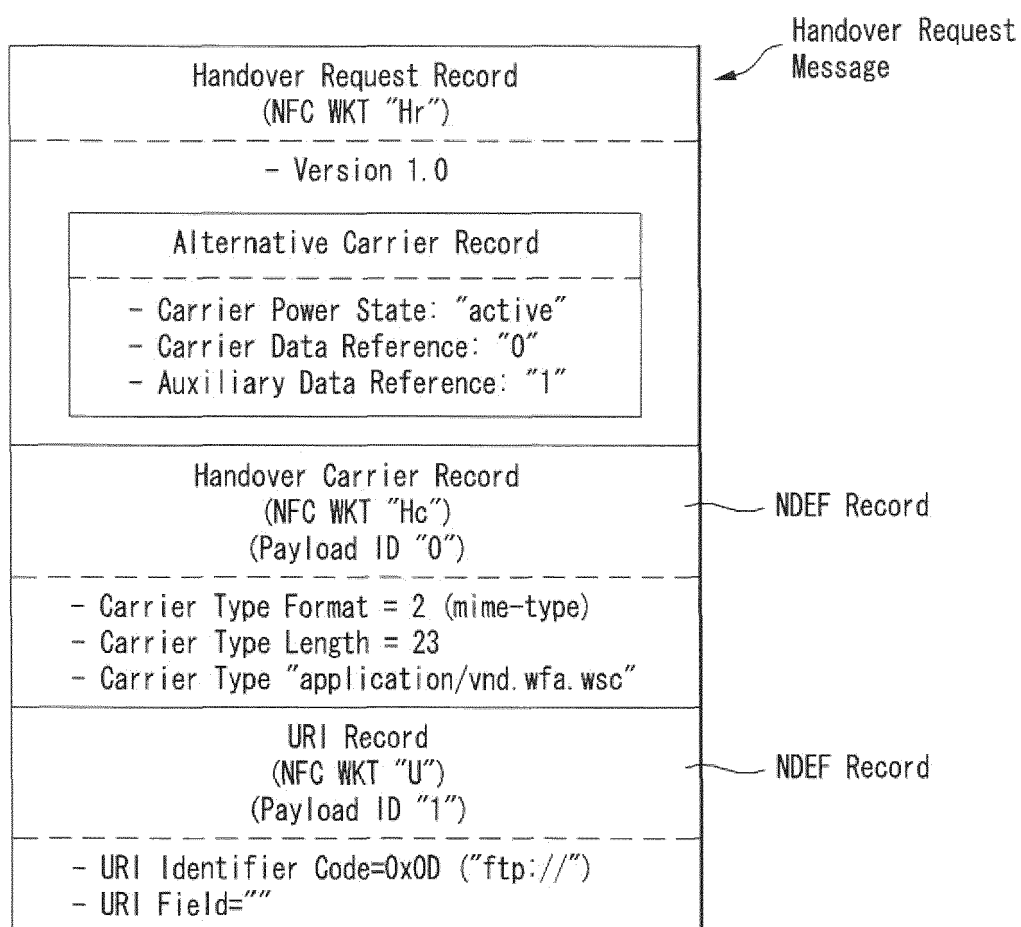 Handover Request
Message
Handover Request Record
(NFC WKT "Hr")
- Version 1.0
Alternative Carrier Record
- Carrier Power State: "active"
- Carrier Data Reference: "0"
- Auxiliary Data Reference: "1"
Handover Carrier Record
(NFC WKT "Hc")
(Payload ID "0")
NDEF Record
- Carrier Type Format = 2 (mime-type)
- Carrier Type Length = 23
- Carrier Type "application/vnd.wfa.wsc"
URI Record
(NFC WKT "U")
(Payload ID "1")
NDEF Record
- URI Identifier Code=0x0D ("ftp://")
- URI Field=""